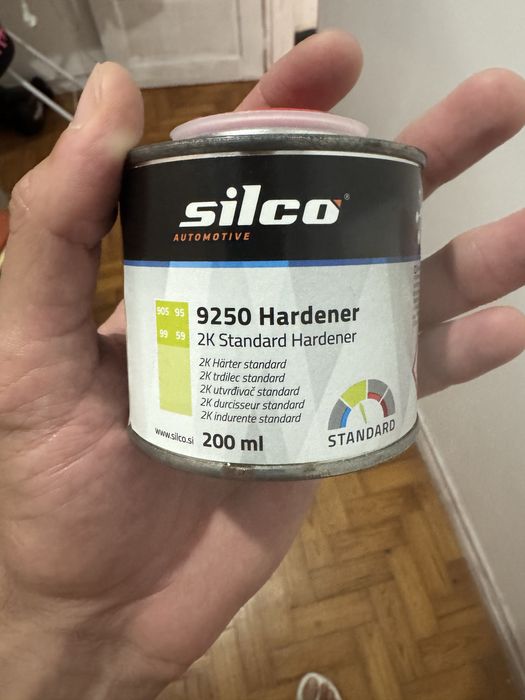 silco®
AUTOMOTIVE
905 95
99 59
9250 Hardener
2K Standard Hardener
2K Härter standard
2K trdilec standard
2K utvrđivač standard
2K durcisseur standard
2K indurente standard
www.silco.si
200 ml
STANDARD